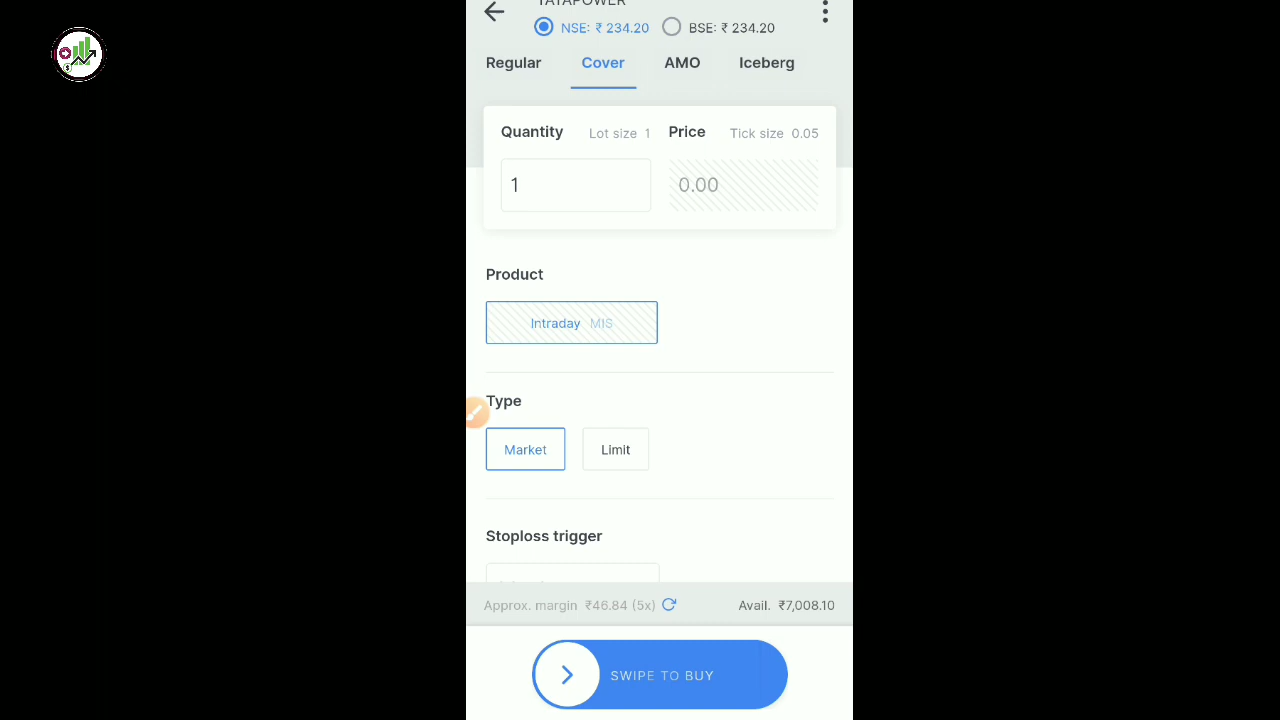 TATAPOWER
NSE: ₹ 234.20 BSE: ₹ 234.20
Regular Cover AMO Iceberg
Quantity Lot size 1 Price Tick size 0.05
1 0.00
Product
Intraday MIS
Type
Market Limit
Stoploss trigger
Approx. margin ₹46.84 (5x) Avail. ₹7,008.10
SWIPE TO BUY